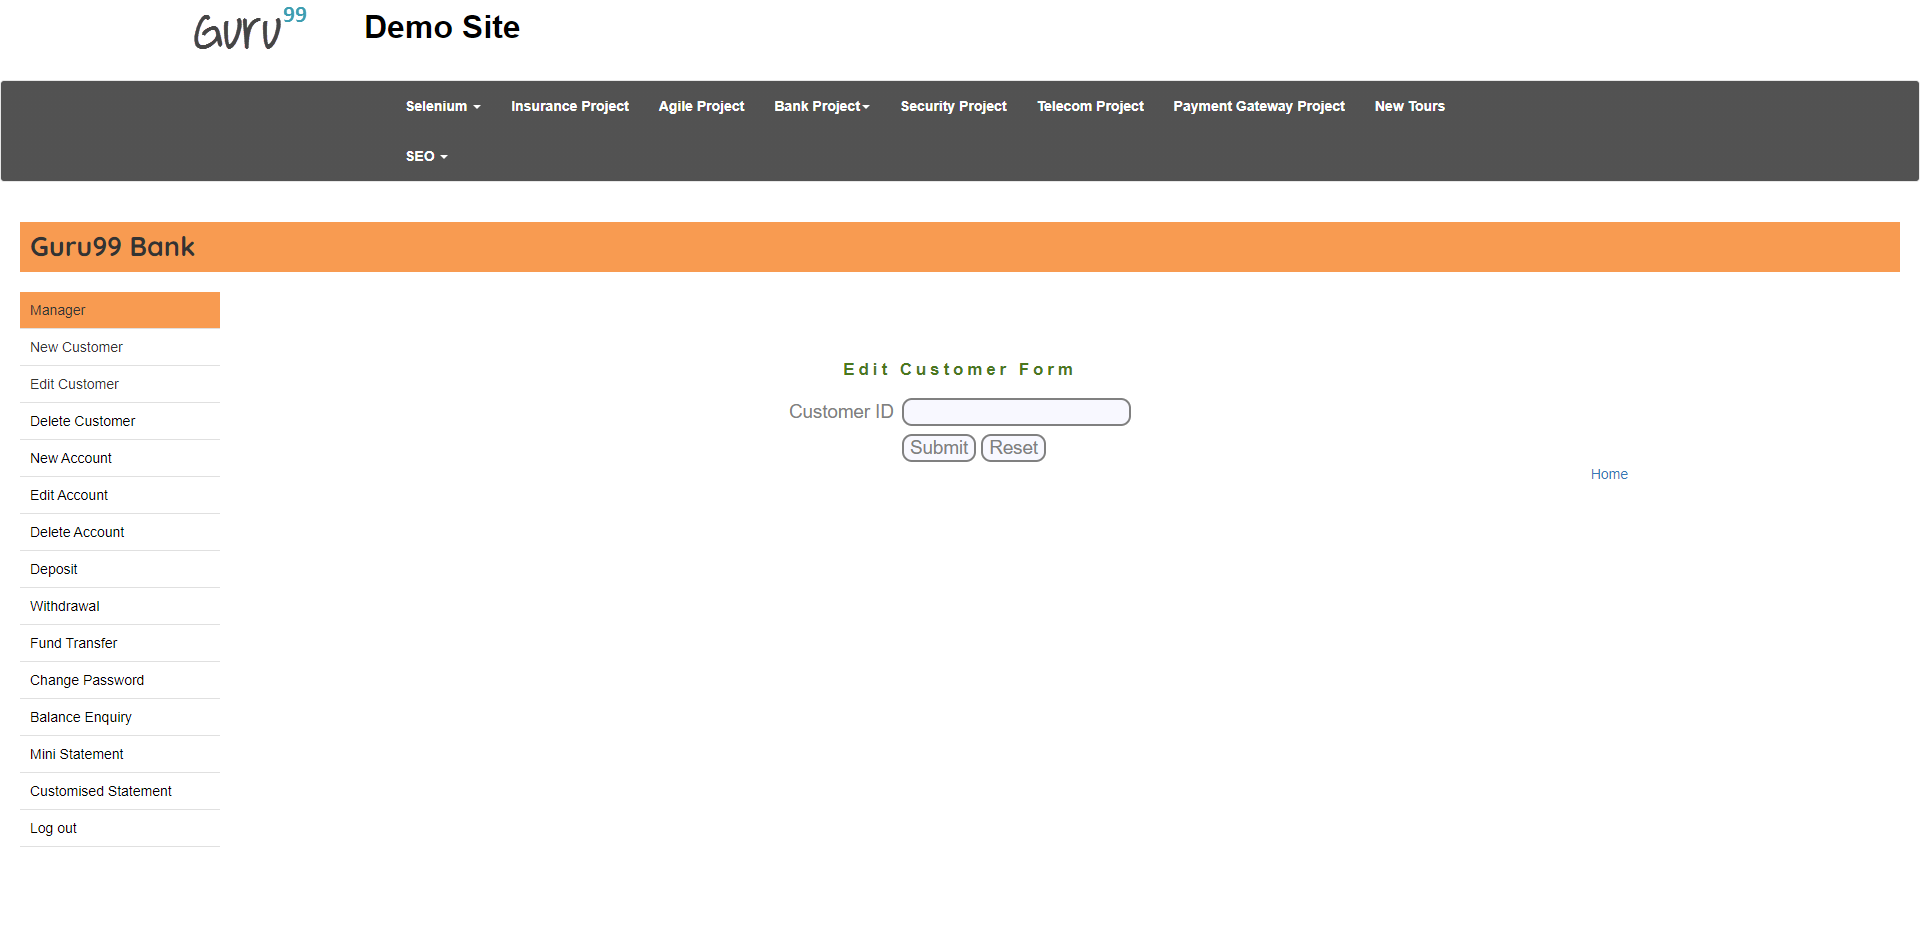 Guru99 Demo Site
Selenium Insurance Project Agile Project Bank Project Security Project Telecom Project Payment Gateway Project New Tours
SEO
Guru99 Bank
Manager
New Customer
Edit Customer
Delete Customer
New Account
Edit Account
Delete Account
Deposit
Withdrawal
Fund Transfer
Change Password
Balance Enquiry
Mini Statement
Customised Statement
Log out
Edit Customer Form
Customer ID
Submit Reset
Home